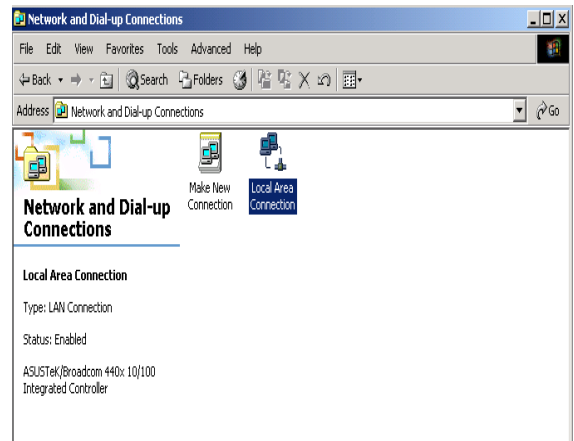 Network and Dial-up Connections
File Edit View Favorites Tools Advanced Help
Back Search Folders
Address Network and Dial-up Connections Go
Make New Connection
Local Area Connection
Network and Dial-up
Connections
Local Area Connection
Type: LAN Connection
Status: Enabled
ASUSTeK/Broadcom 440x 10/100
Integrated Controller